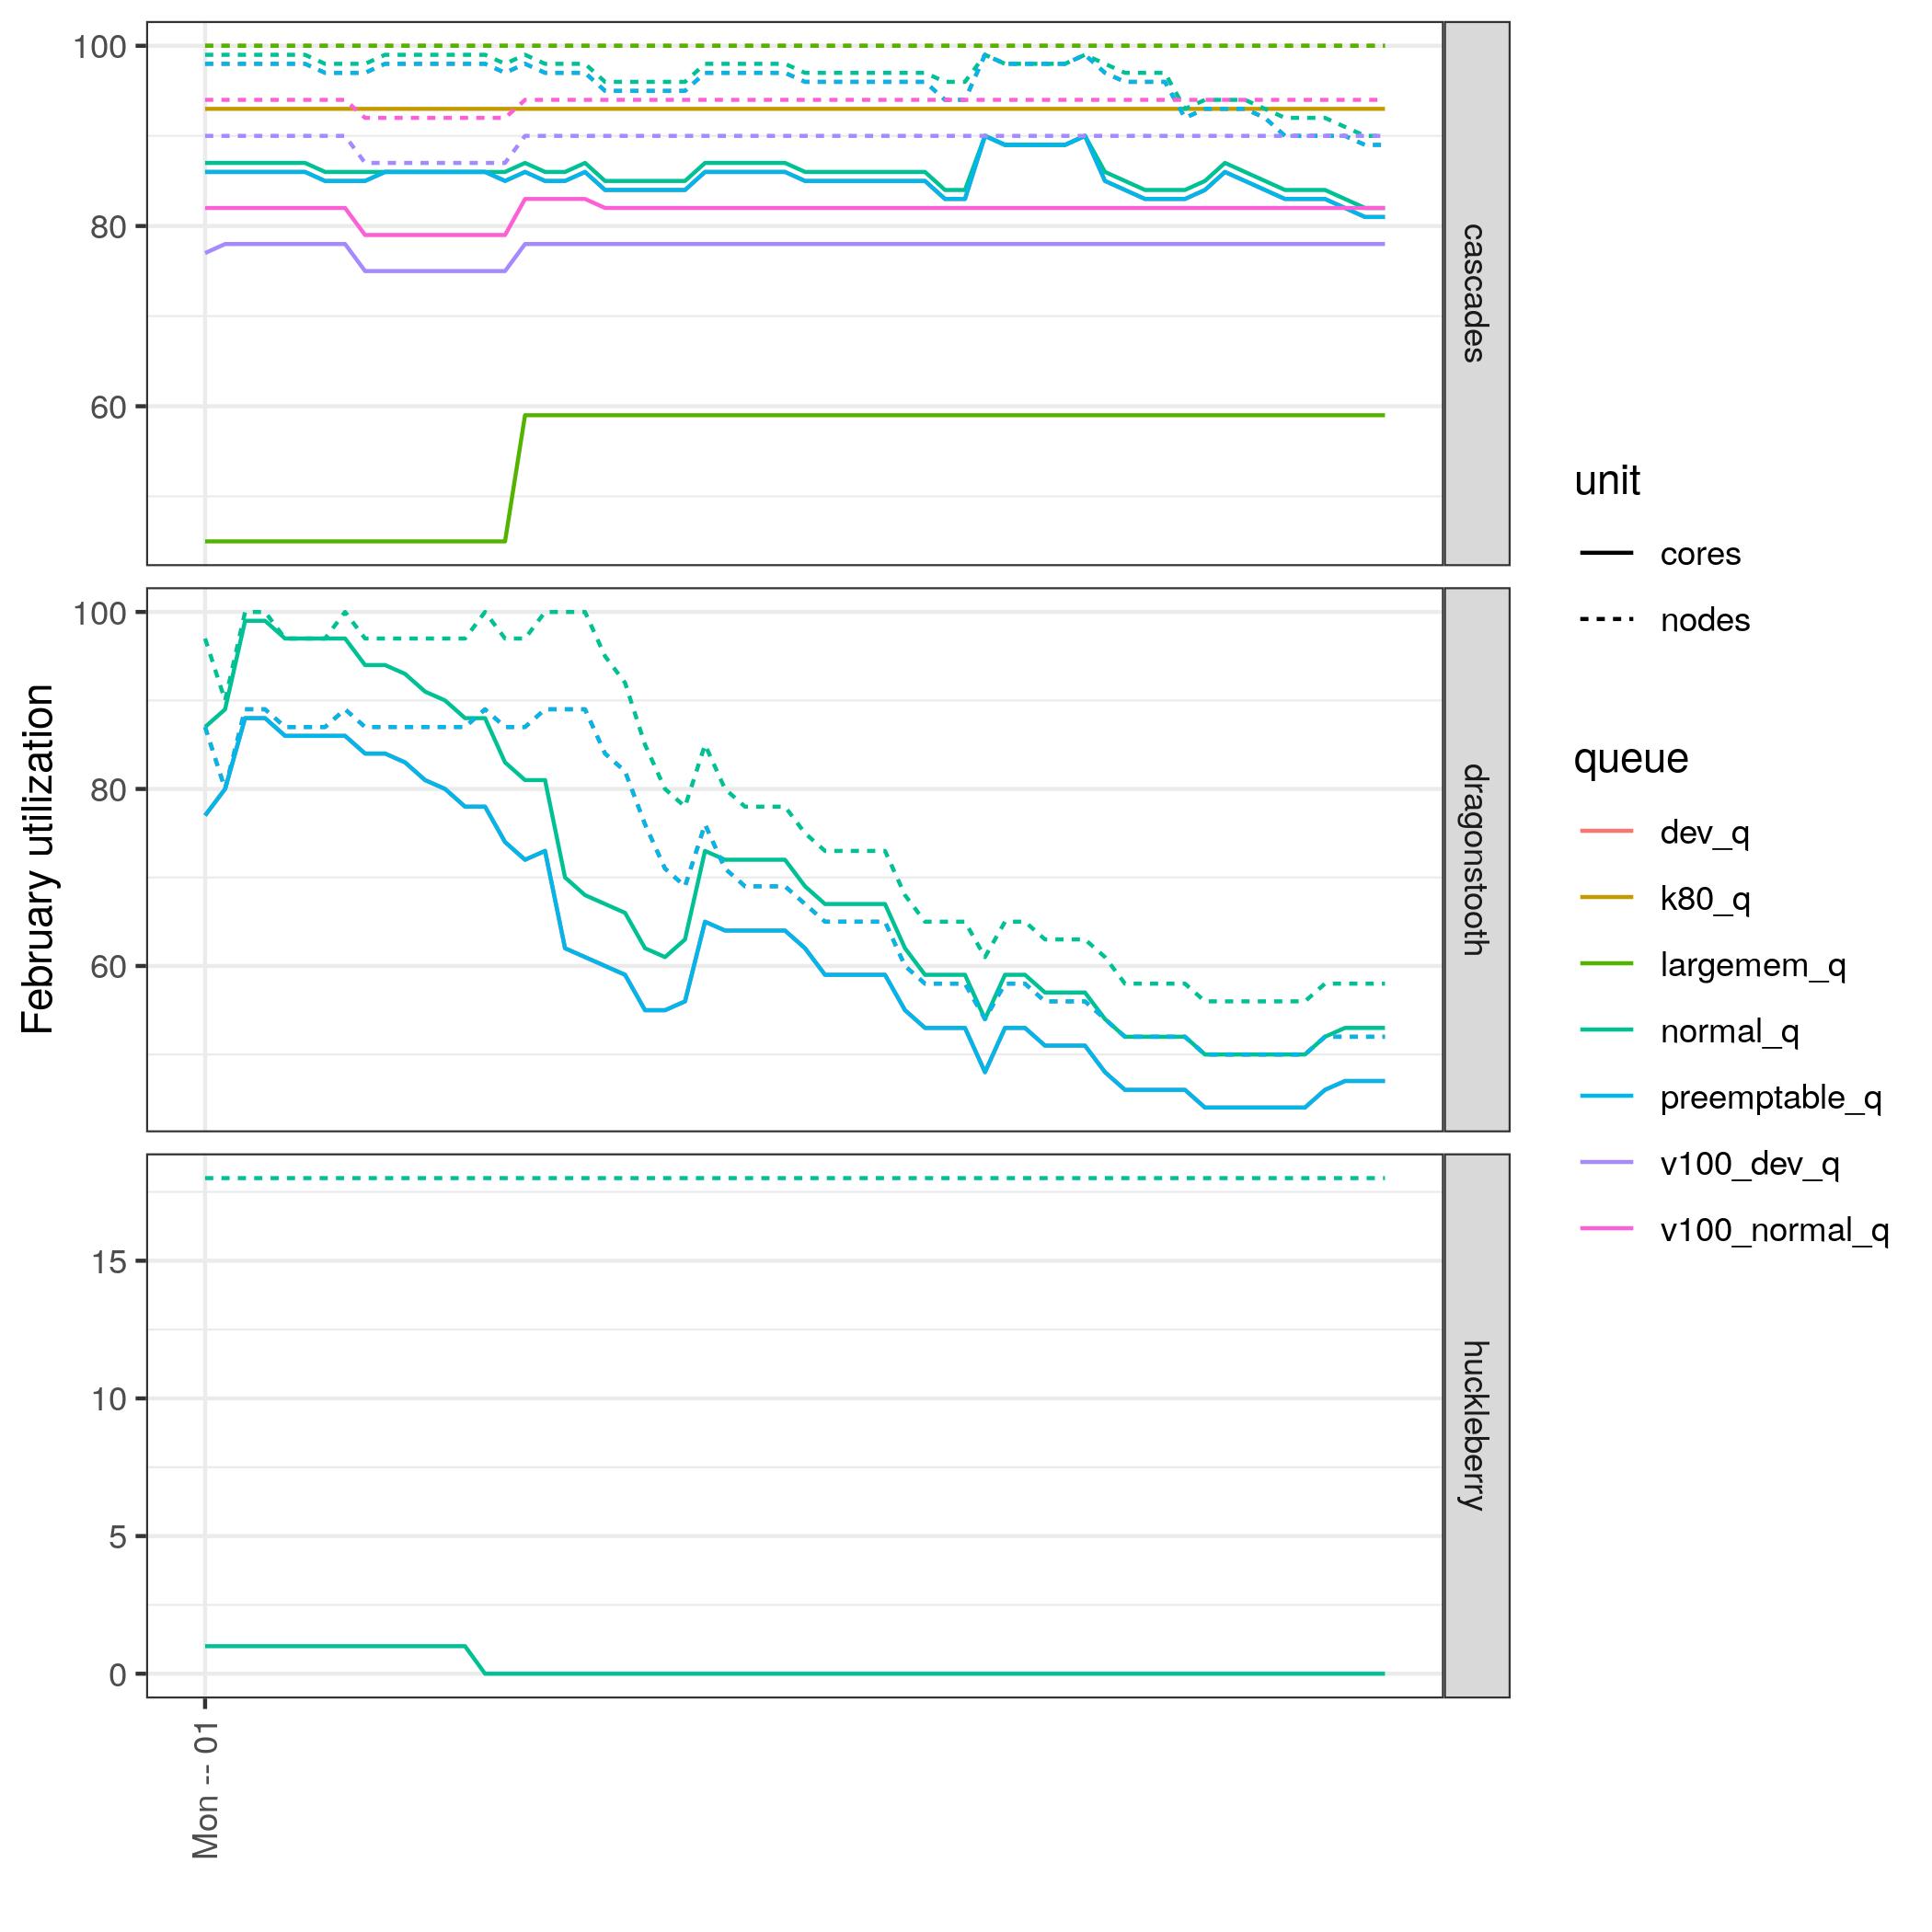 February utilization
100
80
60
cascades
100
80
60
dragonstooth
15
10
5
0
huckleberry
Mon -- 01
unit
cores
nodes
queue
dev_q
k80_q
largemem_q
normal_q
preemptable_q
v100_dev_q
v100_normal_q